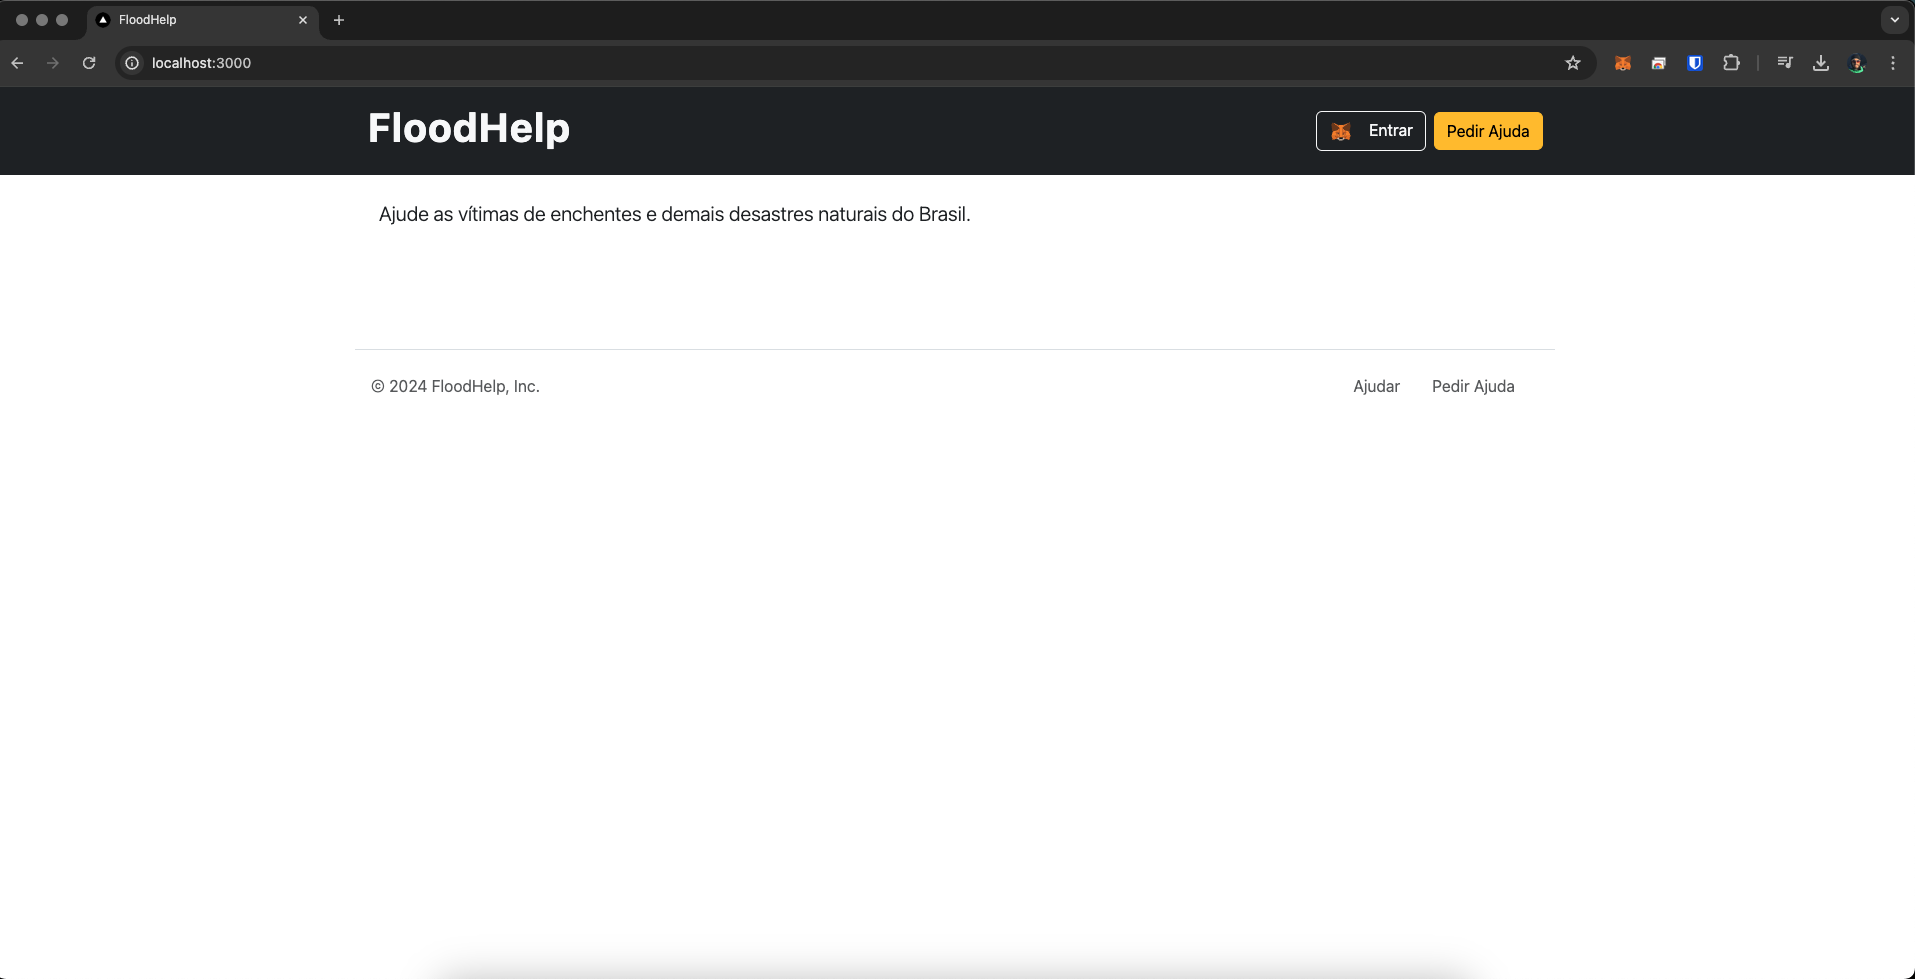 FloodHelp
localhost:3000
FloodHelp
Entrar
Pedir Ajuda
Ajude as vítimas de enchentes e demais desastres naturais do Brasil.
© 2024 FloodHelp, Inc.
Ajudar
Pedir Ajuda